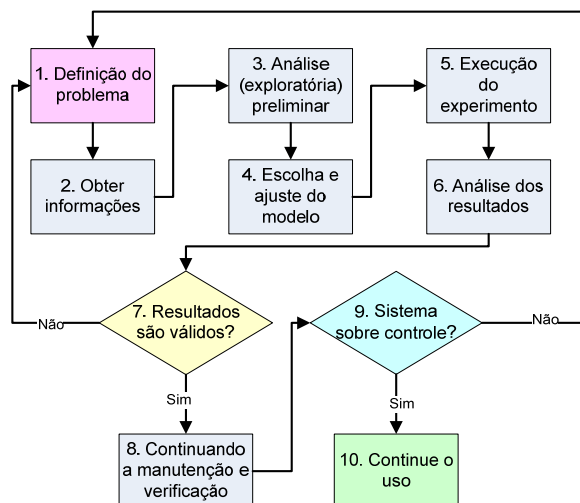 1. Definição do
problema
2. Obter
informações
3. Análise
(exploratória)
preliminar
4. Escolha e
ajuste do
modelo
5. Execução
do
experimento
6. Análise dos
resultados
7. Resultados
são válidos?
Não
Sim
8. Continuando
a manutenção e
verificação
9. Sistema
sobre controle?
Não
Sim
10. Continue o
uso